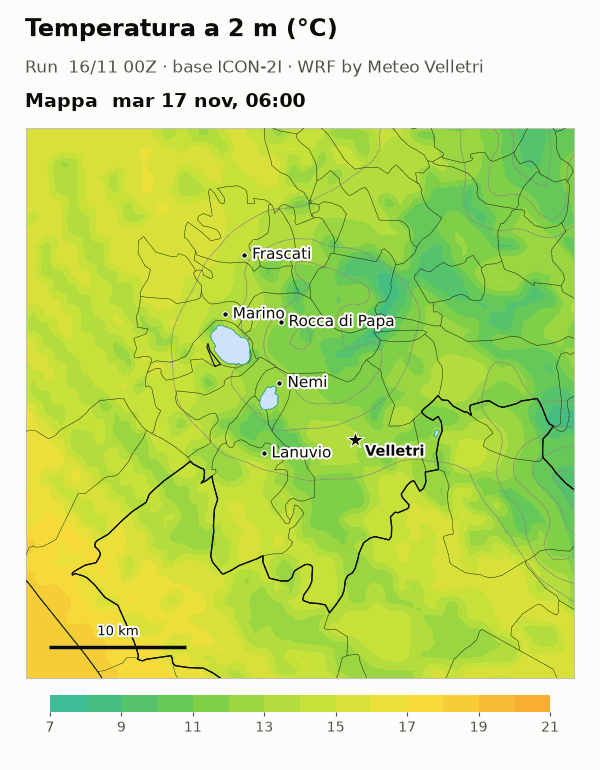 Temperatura a 2 m (°C)
Run  16/11 00Z · base ICON-2I · WRF by Meteo Velletri
Mappa  mar 17 nov, 06:00
Frascati
Marino
Rocca di Papa
Nemi
Velletri
Lanuvio
10 km
7 9 11 13 15 17 19 21